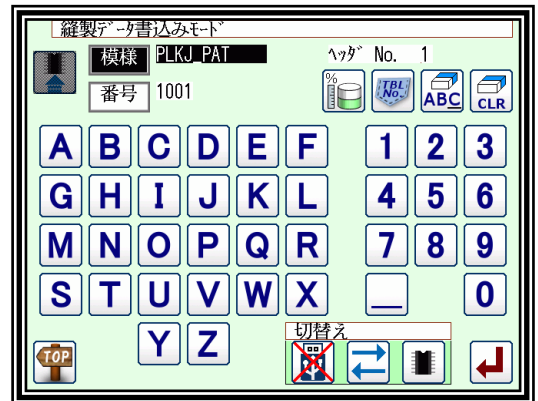 縫製ﾃﾞｰﾀ書込みﾓｰﾄﾞ
模様 PLKJ_PAT ﾍｯﾀﾞ No. 1
番号 1001
% TBL No. ABC CLR
A B C D E F 1 2 3
G H I J K L 4 5 6
M N O P Q R 7 8 9
S T U V W X _ 0
Y Z 切替え
TOP